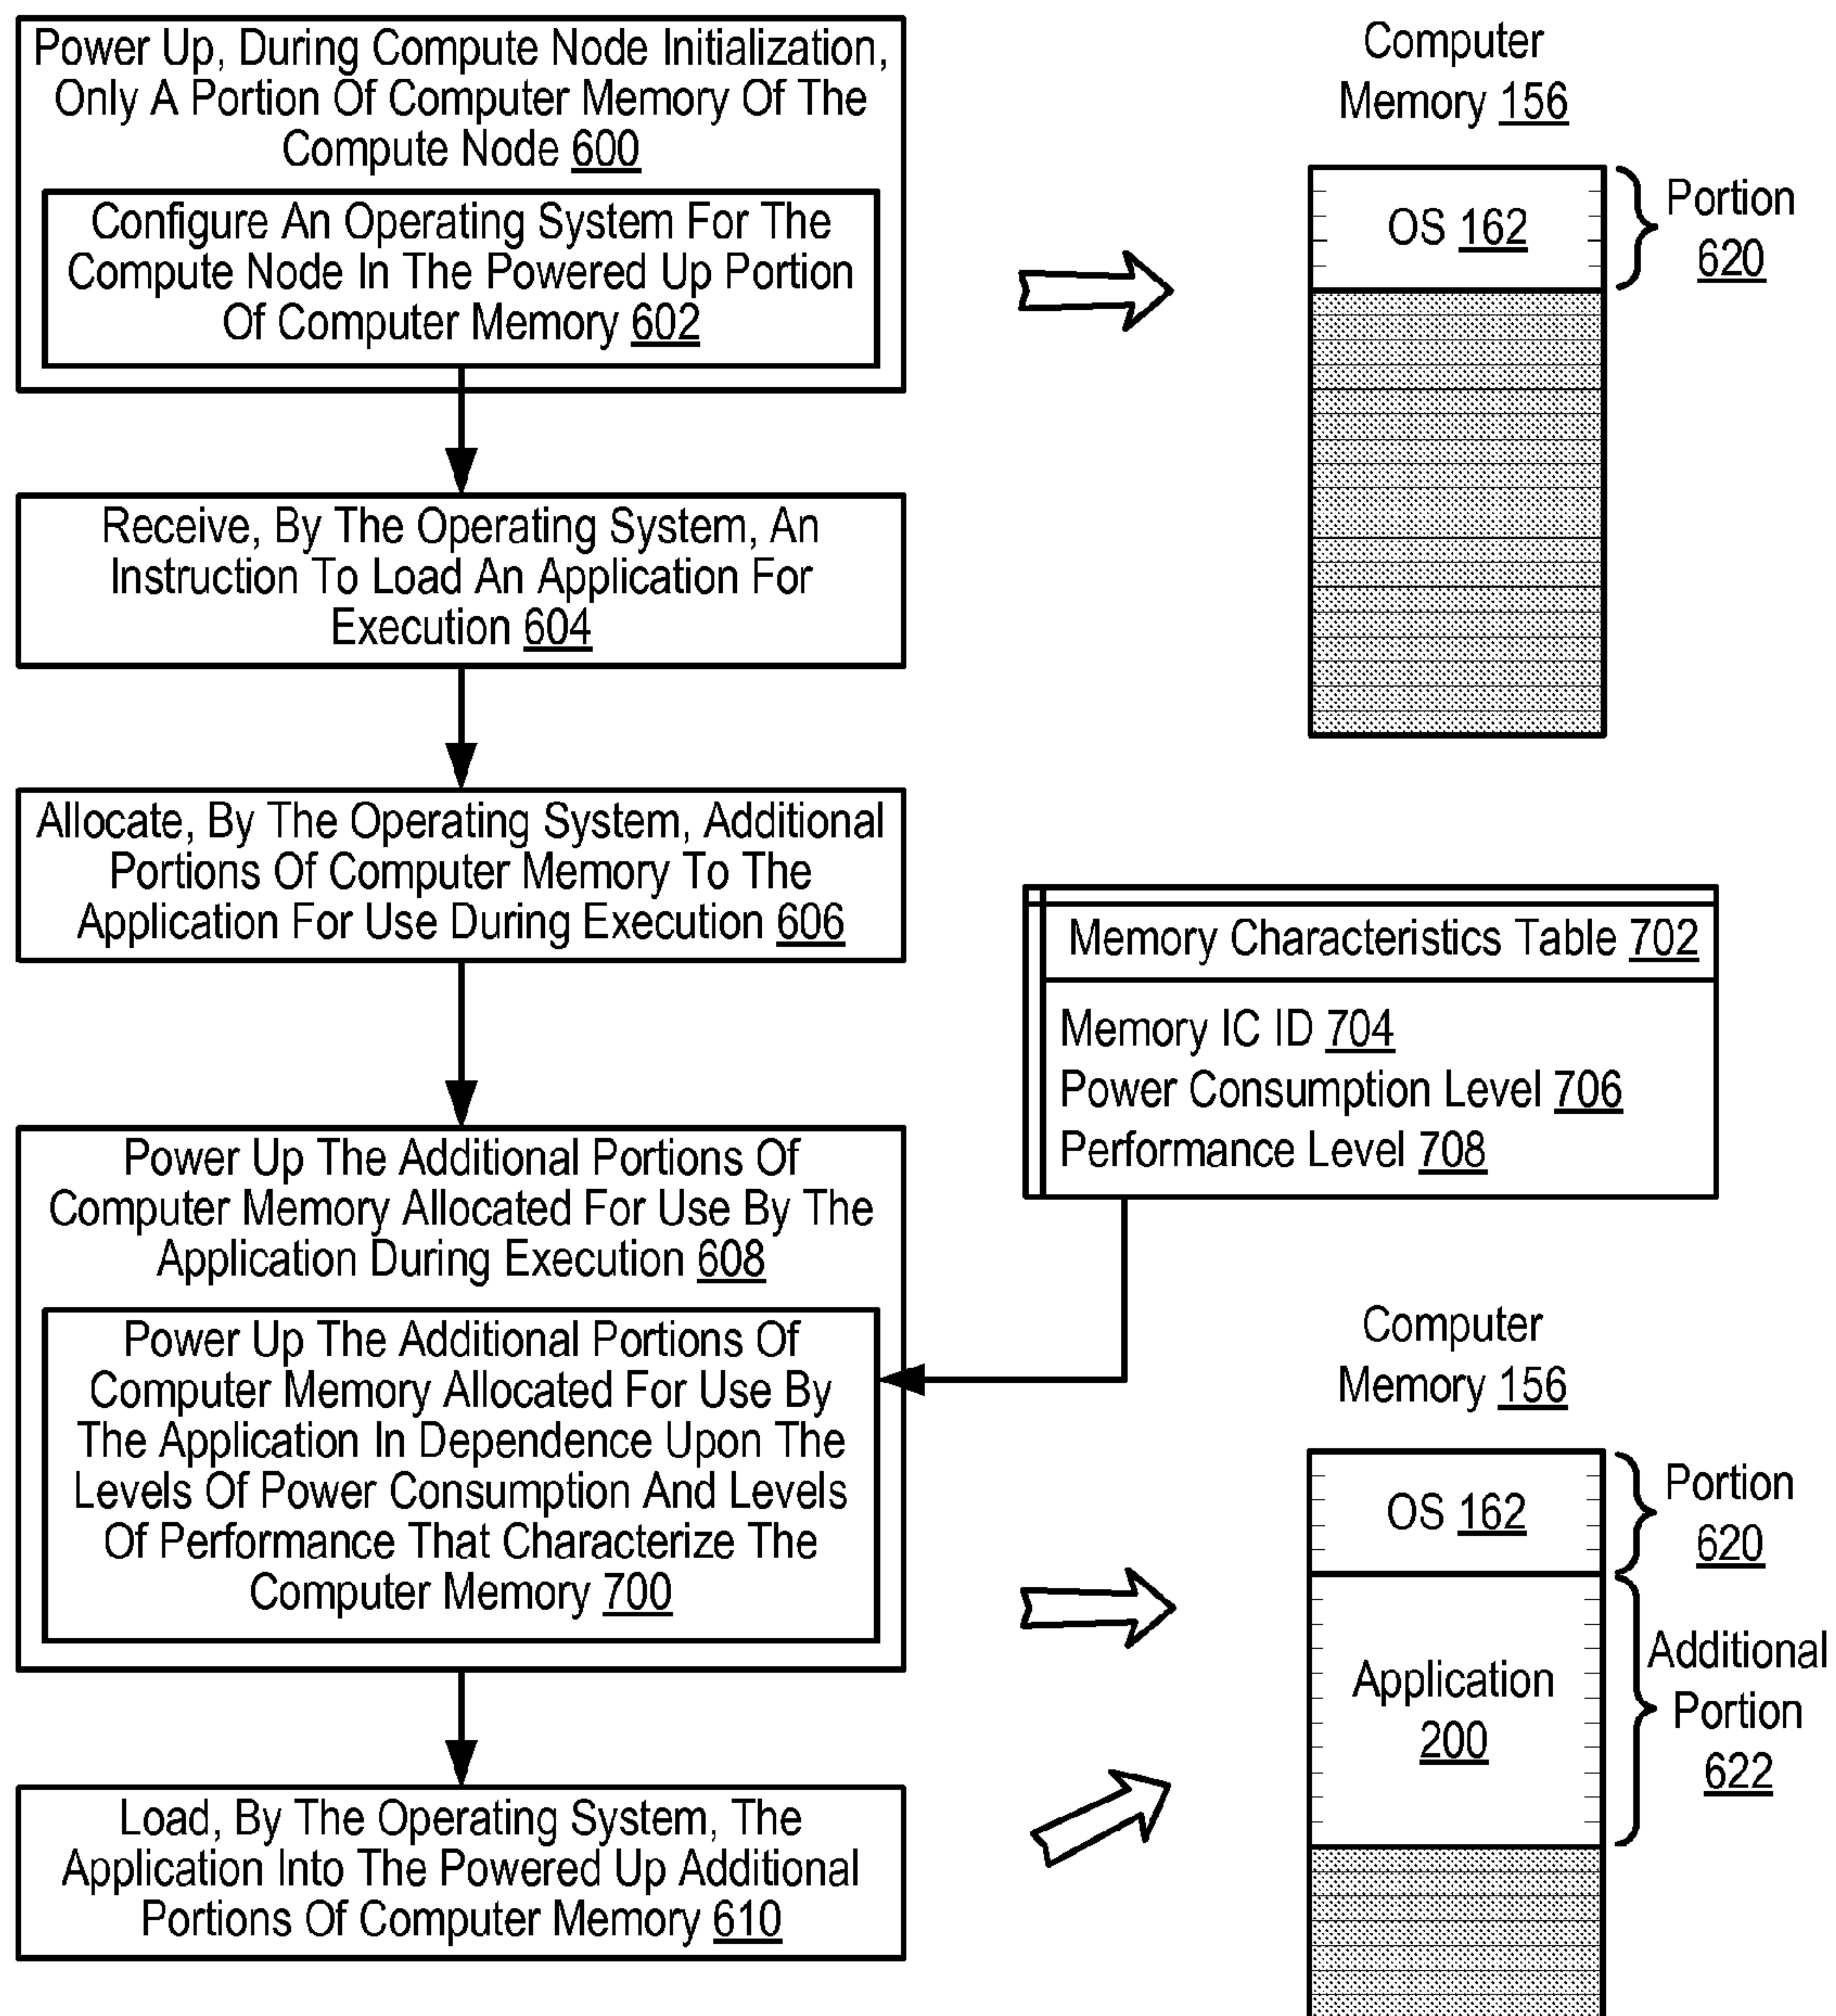 Power Up, During Compute Node Initialization,
Only A Portion Of Computer Memory Of The
Compute Node 600
Configure An Operating System For The
Compute Node In The Powered Up Portion
Of Computer Memory 602
Computer
Memory 156
OS 162
Portion
620
Receive, By The Operating System, An
Instruction To Load An Application For
Execution 604
Allocate, By The Operating System, Additional
Portions Of Computer Memory To The
Application For Use During Execution 606
Memory Characteristics Table 702
Memory IC ID 704
Power Consumption Level 706
Performance Level 708
Power Up The Additional Portions Of
Computer Memory Allocated For Use By The
Application During Execution 608
Power Up The Additional Portions Of
Computer Memory Allocated For Use By
The Application In Dependence Upon The
Levels Of Power Consumption And Levels
Of Performance That Characterize The
Computer Memory 700
Computer
Memory 156
OS 162
Portion
620
Application
200
Additional
Portion
622
Load, By The Operating System, The
Application Into The Powered Up Additional
Portions Of Computer Memory 610